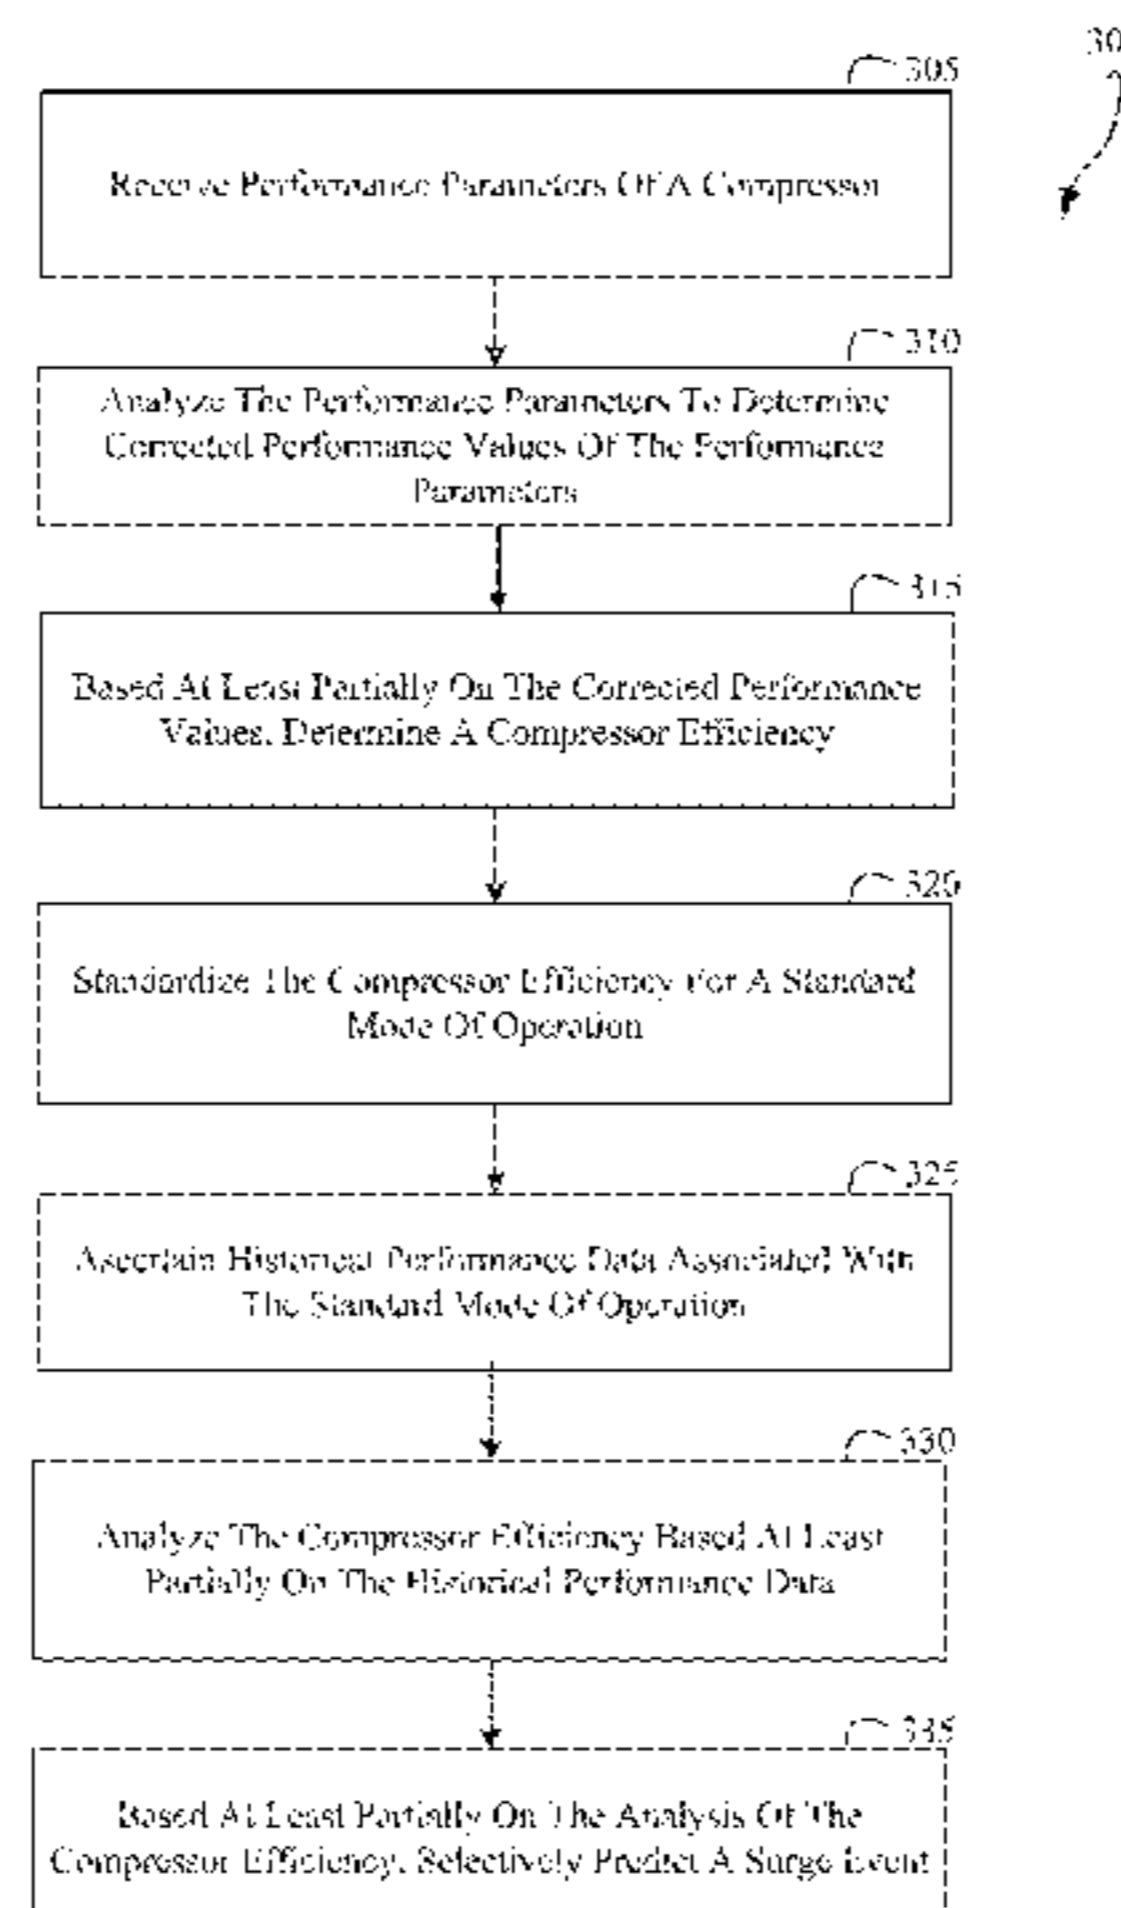 30
305
Receive Performance Parameters Of A Compressor
310
Analyze The Performance Parameters To Determine
Corrected Performance Values Of The Performance
Parameters
315
Based At Least Partially On The Corrected Performance
Values, Determine A Compressor Efficiency
320
Standardize The Compressor Efficiency For A Standard
Mode Of Operation
325
Ascertain Historical Performance Data Associated With
The Standard Mode Of Operation
330
Analyze The Compressor Efficiency Based At Least
Partially On The Historical Performance Data
335
Based At Least Partially On The Analysis Of The
Compressor Efficiency, Selectively Predict A Surge Event